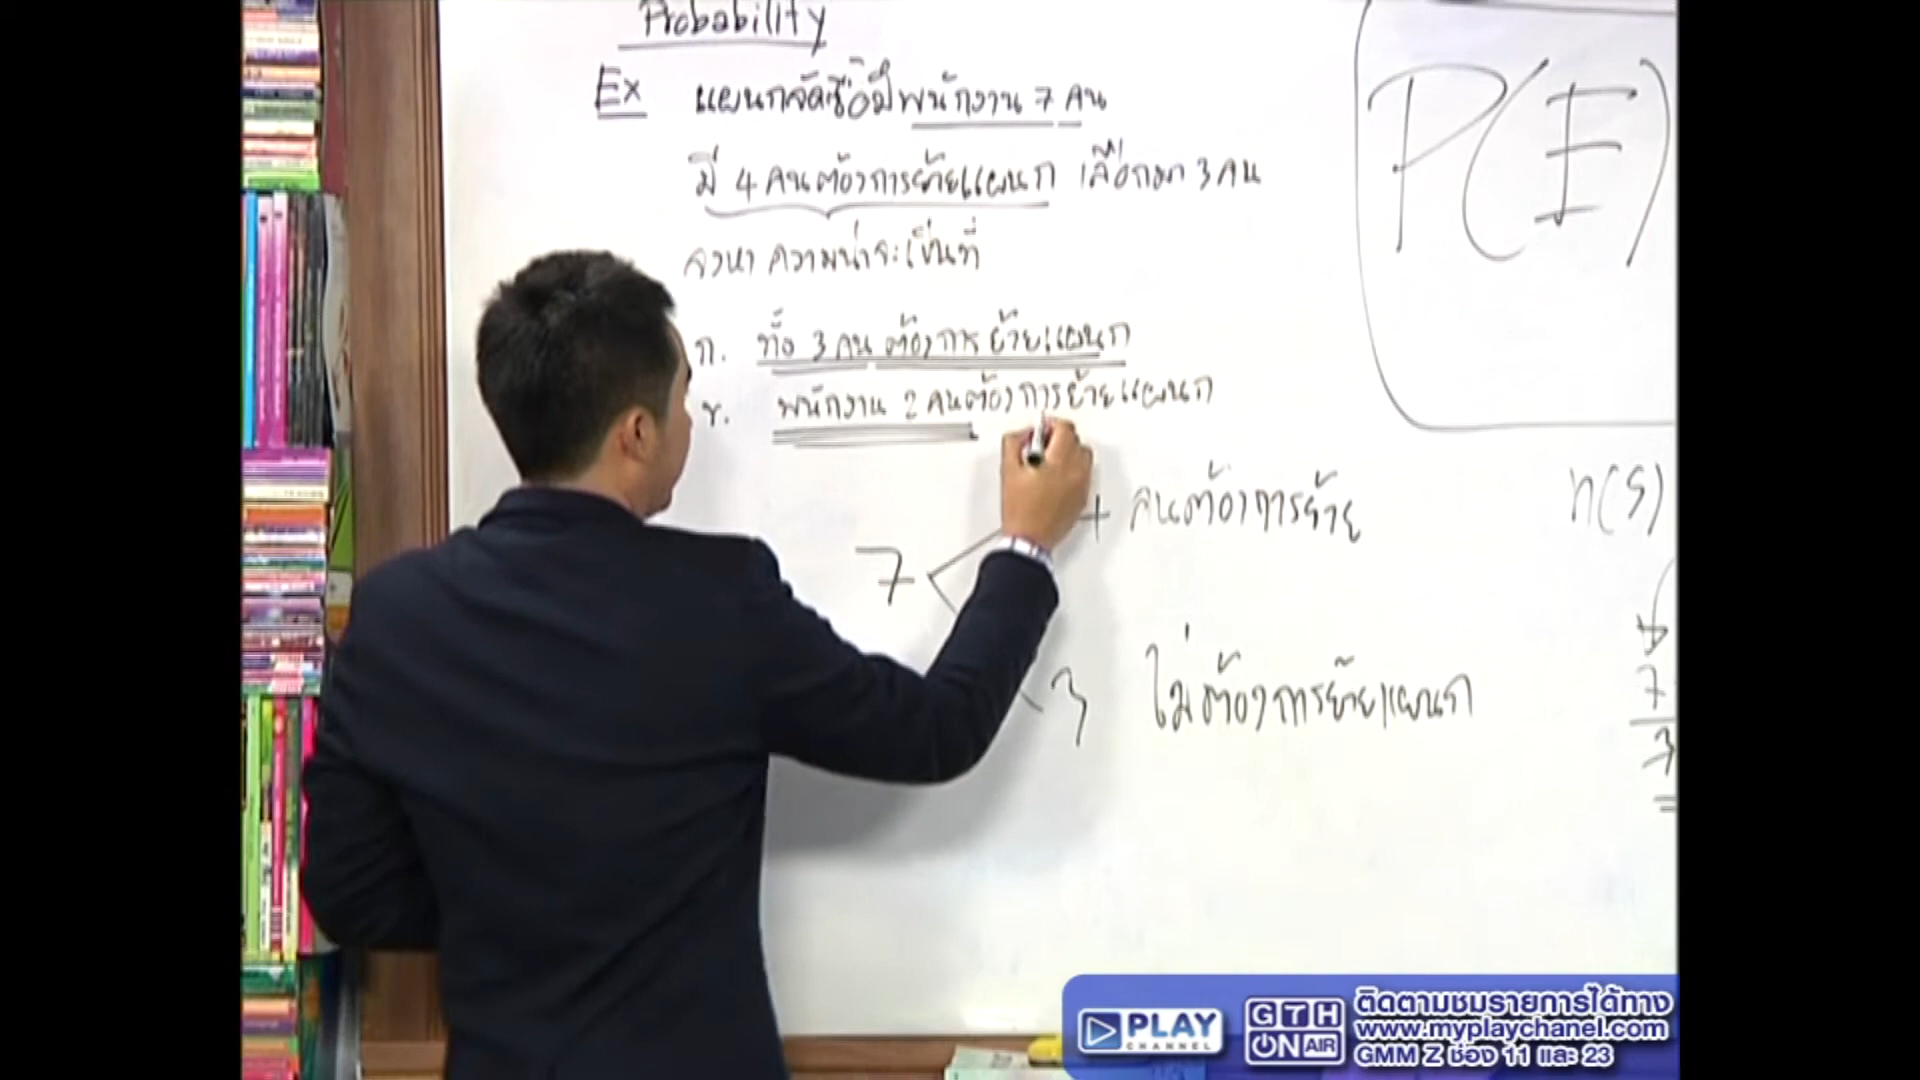 Probability
Ex แผนกจัดซื้อมีพนักงาน 7 คน
มี 4 คนต้องการย้ายแผนก เลือกมา 3 คน
จงหา ความน่าจะเป็นที่
ก. ทั้ง 3 คน ต้องการ ย้ายแผนก
ข. พนักงาน 2 คนต้องการย้ายแผนก
P(E)
7
คนต้องการย้าย
3 ไม่ต้องการย้ายแผนก
n(S)
7
3
PLAY
CHANNEL
GTH
ON AIR
ติดตามชมรายการได้ทาง
www.myplaychanel.com
GMM Z ช่อง 11 และ 23